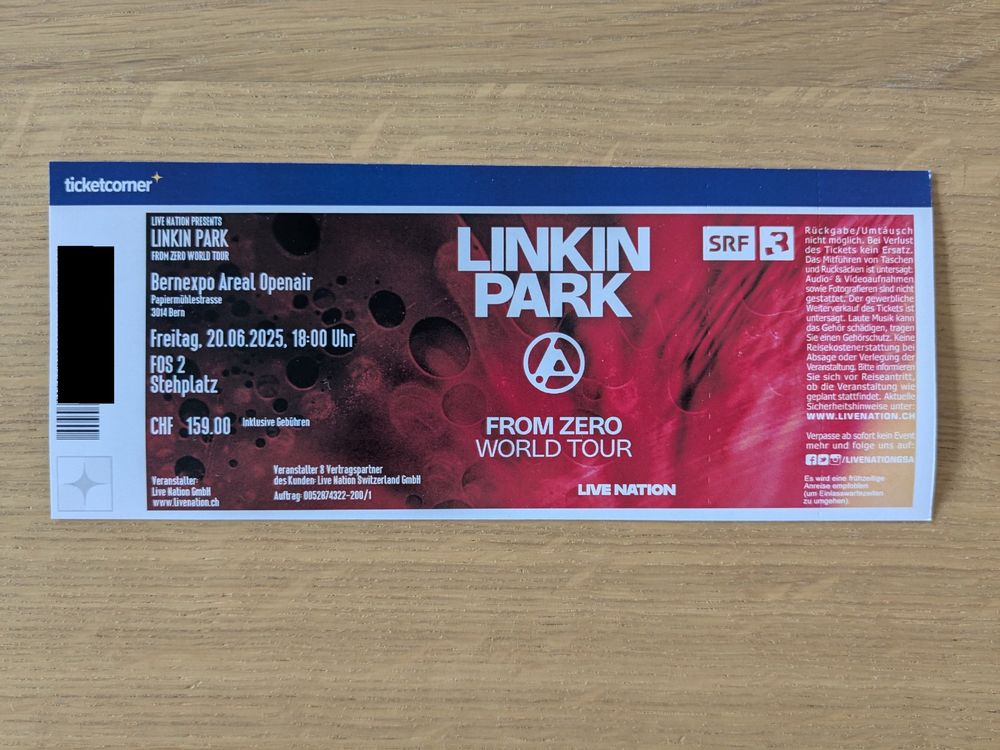 ticketcorner
LIVE NATION PRESENTS
LINKIN PARK
FROM ZERO WORLD TOUR
Bernexpo Areal Openair
Papiermühlestrasse
3014 Bern
Freitag, 20.06.2025, 18:00 Uhr
FOS 2
Stehplatz
CHF 159.00 Inklusive Gebühren
Veranstalter:
Live Nation GmbH
www.livenation.ch
Veranstalter & Vertragspartner
des Kunden: Live Nation Switzerland GmbH
Auftrag: 0052874322-200/1
LINKIN
PARK
FROM ZERO
WORLD TOUR
LIVE NATION
SRF 3
Rückgabe/Umtausch
nicht möglich. Bei Verlust
des Tickets kein Ersatz.
Das Mitführen von Taschen
und Rucksäcken ist untersagt.
Audio- & Videoaufnahmen
sowie Fotografieren sind nicht
gestattet. Der gewerbliche
Weiterverkauf des Tickets ist
untersagt. Laute Musik kann
das Gehör schädigen, tragen
Sie einen Gehörschutz. Keine
Reisekostenerstattung bei
Absage oder Verlegung der
Veranstaltung. Bitte informieren
Sie sich vor Reiseantritt,
ob die Veranstaltung wie
geplant stattfindet. Aktuelle
Sicherheitshinweise unter:
WWW.LIVENATION.CH
Verpasse ab sofort kein Event
mehr und folge uns auf:
/LIVENATIONGSA
Es wird eine frühzeitige
Anreise empfohlen
(um Einlasswartezeiten
zu umgehen).